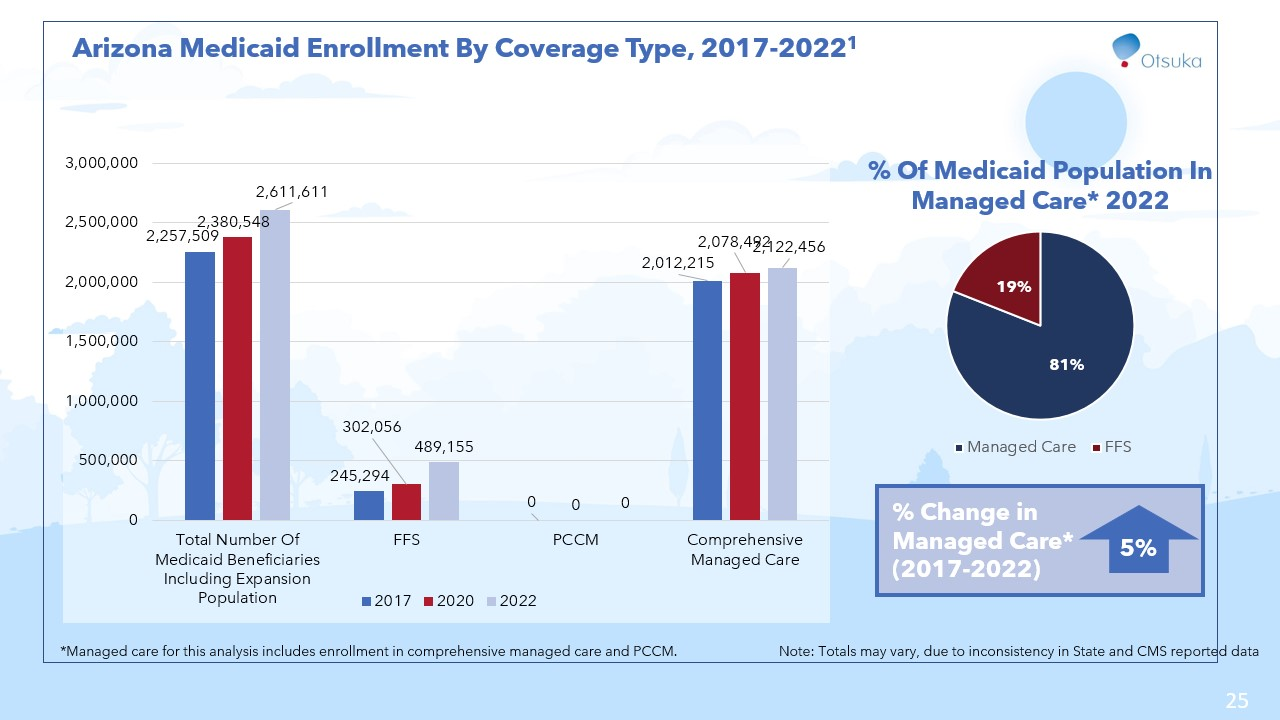 Arizona Medicaid Enrollment By Coverage Type, 2017-2022¹
Otsuka
3,000,000
2,500,000
2,000,000
1,500,000
1,000,000
500,000
0
2,257,509
2,380,548
2,611,611
245,294
302,056
489,155
0
0
0
2,012,215
2,078,492
2,122,456
Total Number Of
Medicaid Beneficiaries
Including Expansion
Population
FFS
PCCM
Comprehensive
Managed Care
2017 2020 2022
% Of Medicaid Population In
Managed Care* 2022
19%
81%
Managed Care FFS
% Change in
Managed Care*
(2017-2022)
5%
*Managed care for this analysis includes enrollment in comprehensive managed care and PCCM.
Note: Totals may vary, due to inconsistency in State and CMS reported data
25